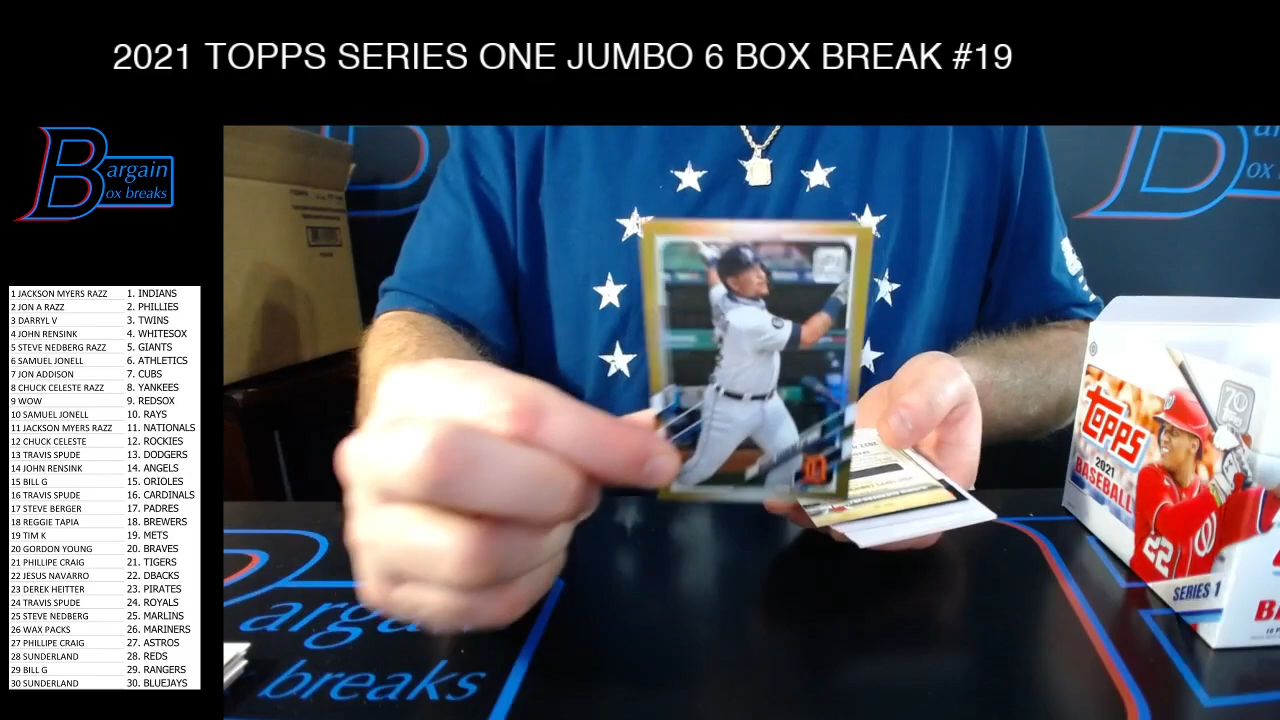 2021 TOPPS SERIES ONE JUMBO 6 BOX BREAK #19
Bargain
Box breaks
1 JACKSON MYERS RAZZ 1. INDIANS
2 JON A RAZZ 2. PHILLIES
3 DARRYL V 3. TWINS
4 JOHN RENSINK 4. WHITESOX
5 STEVE NEDBERG RAZZ 5. GIANTS
6 SAMUEL JONELL 6. ATHLETICS
7 JON ADDISON 7. CUBS
8 CHUCK CELESTE RAZZ 8. YANKEES
9 WOW 9. REDSOX
10 SAMUEL JONELL 10. RAYS
11 JACKSON MYERS RAZZ 11. NATIONALS
12 CHUCK CELESTE 12. ROCKIES
13 TRAVIS SPUDE 13. DODGERS
14 JOHN RENSINK 14. ANGELS
15 BILL G 15. ORIOLES
16 TRAVIS SPUDE 16. CARDINALS
17 STEVE BERGER 17. PADRES
18 REGGIE TAPIA 18. BREWERS
19 TIM K 19. METS
20 GORDON YOUNG 20. BRAVES
21 PHILLIPE CRAIG 21. TIGERS
22 JESUS NAVARRO 22. DBACKS
23 DEREK HEITTER 23. PIRATES
24 TRAVIS SPUDE 24. ROYALS
25 STEVE NEDBERG 25. MARLINS
26 WAX PACKS 26. MARINERS
27 PHILLIPE CRAIG 27. ASTROS
28 SUNDERLAND 28. REDS
29 BILL G 29. RANGERS
30 SUNDERLAND 30. BLUEJAYS
70
TOPPS
2021
BASEBALL
22
SERIES 1
breaks